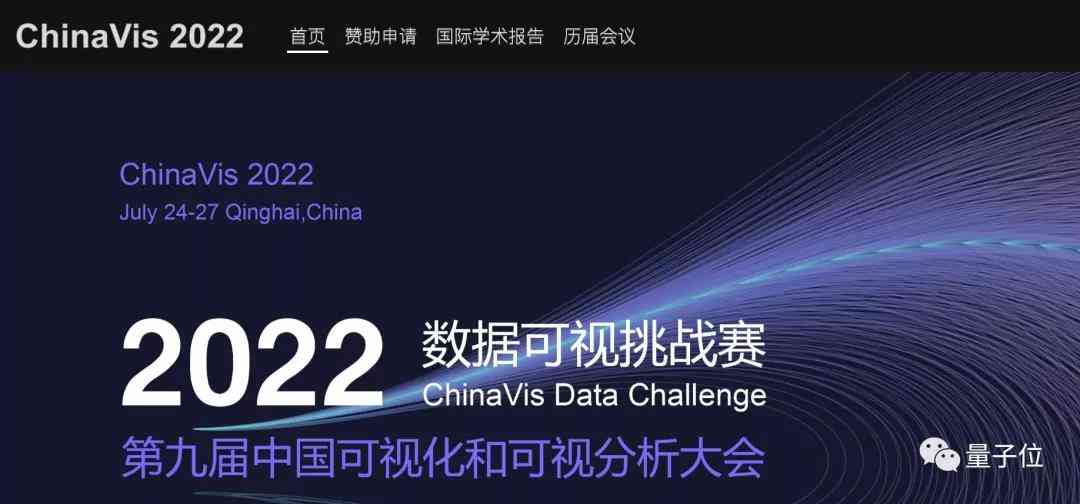 ChinaVis 2022 首页 赞助申请 国际学术报告 历届会议
ChinaVis 2022
July 24-27 Qinghai,China
2022 数据可视挑战赛
ChinaVis Data Challenge
第九届中国可视化和可视分析大会
量子位